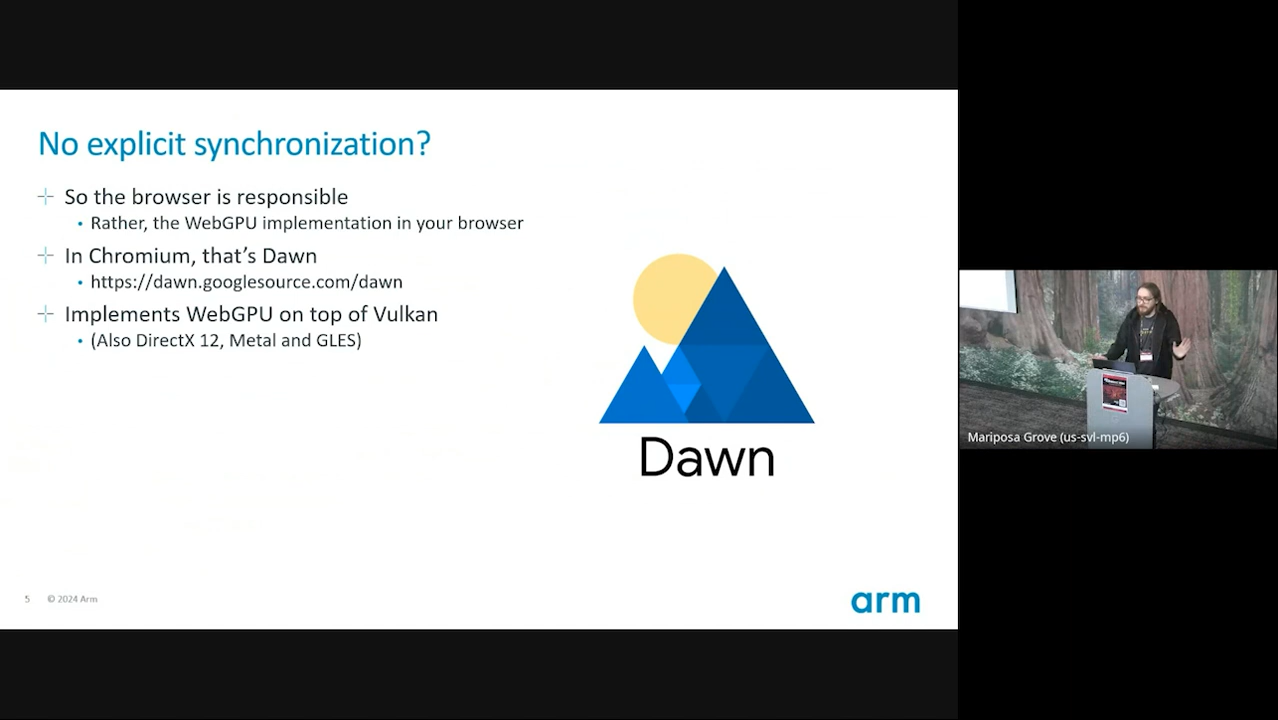 No explicit synchronization?
So the browser is responsible
• Rather, the WebGPU implementation in your browser
In Chromium, that’s Dawn
• https://dawn.googlesource.com/dawn
Implements WebGPU on top of Vulkan
• (Also DirectX 12, Metal and GLES)
Dawn
5 © 2024 Arm
arm
Mariposa Grove (us-svl-mp6)